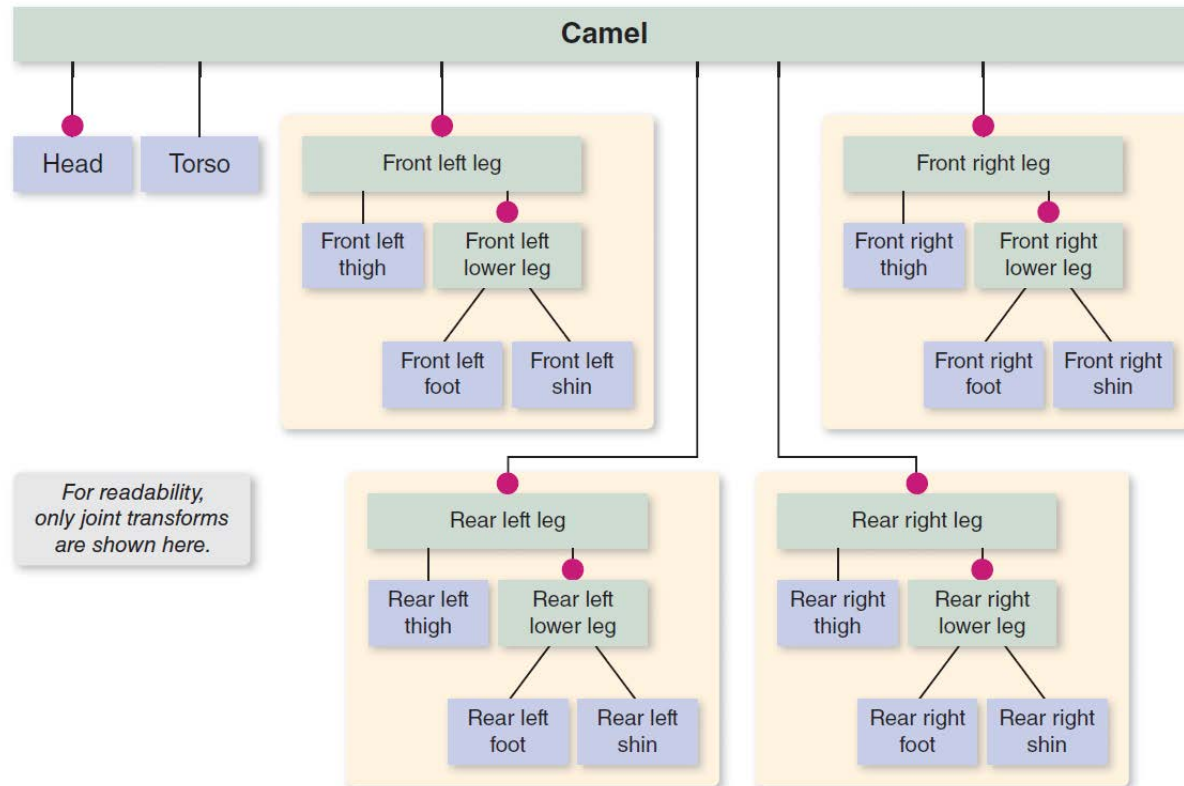 Camel
Head
Torso
Front left leg
Front left
thigh
Front left
lower leg
Front left
foot
Front left
shin
Front right leg
Front right
thigh
Front right
lower leg
Front right
foot
Front right
shin
For readability,
only joint transforms
are shown here.
Rear left leg
Rear left
thigh
Rear left
lower leg
Rear left
foot
Rear left
shin
Rear right leg
Rear right
thigh
Rear right
lower leg
Rear right
foot
Rear right
shin